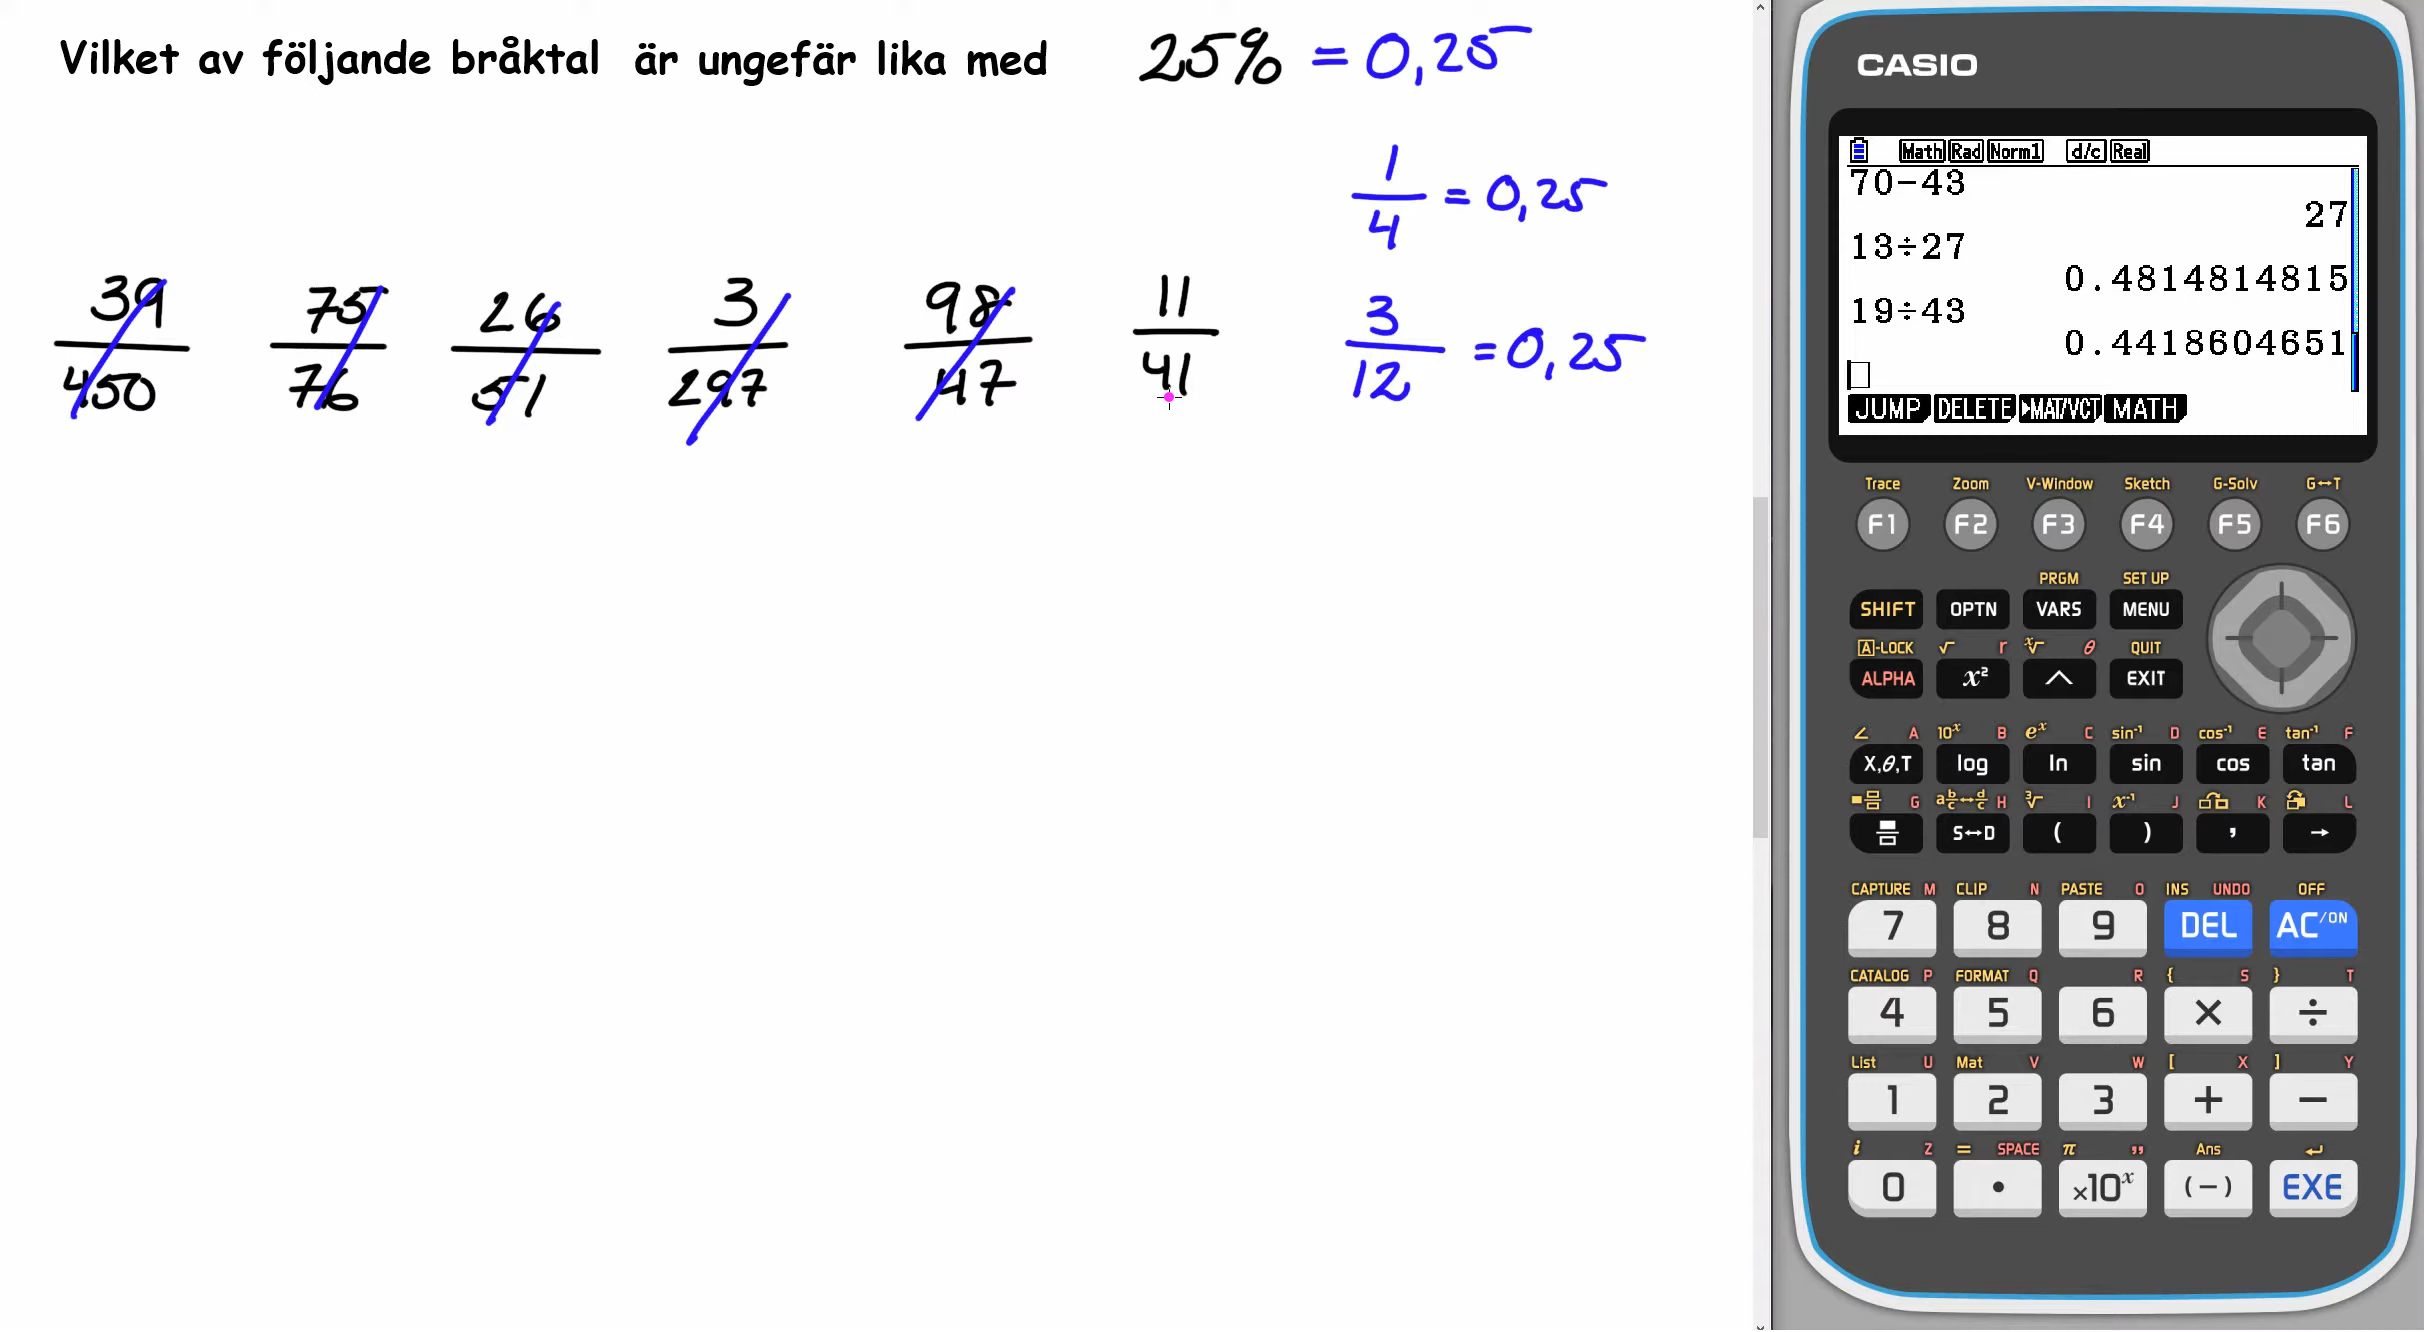 Vilket av följande bråktal är ungefär lika med 25% = 0,25
1/4 = 0,25
39/450 75/76 26/51 3/297 98/47 11/41 3/12 = 0,25
CASIO
Math Rad Norm1 d/c Real
70-43
27
13÷27
0.4814814815
19÷43
0.4418604651
JUMP DELETE ▶MAT/VCT MATH
Trace Zoom V-Window Sketch G-Solv G↔T
F1 F2 F3 F4 F5 F6
PRGM SET UP
SHIFT OPTN VARS MENU
A-LOCK √ r ˣ√ θ QUIT
ALPHA x² ^ EXIT
∠ A 10ˣ B eˣ C sin⁻¹ D cos⁻¹ E tan⁻¹ F
X,θ,T log ln sin cos tan
G a b/c↔d/c H ³√ I x⁻¹ J K L
S↔D ( ) , →
CAPTURE M CLIP N PASTE O INS UNDO OFF
7 8 9 DEL AC/ON
CATALOG P FORMAT Q R { S } T
4 5 6 × ÷
List U Mat V W [ X ] Y
1 2 3 + −
i Z = SPACE π " Ans ↵
0 • ×10ˣ (−) EXE